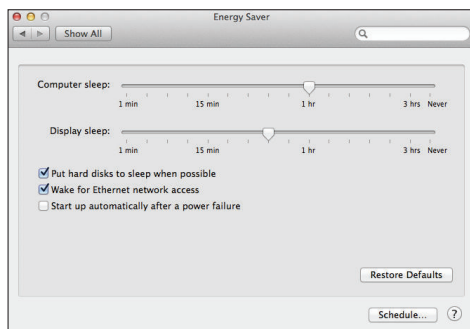 Energy Saver
Show All
Computer sleep:
1 min 15 min 1 hr 3 hrs Never
Display sleep:
1 min 15 min 1 hr 3 hrs Never
Put hard disks to sleep when possible
Wake for Ethernet network access
Start up automatically after a power failure
Restore Defaults
Schedule... ?